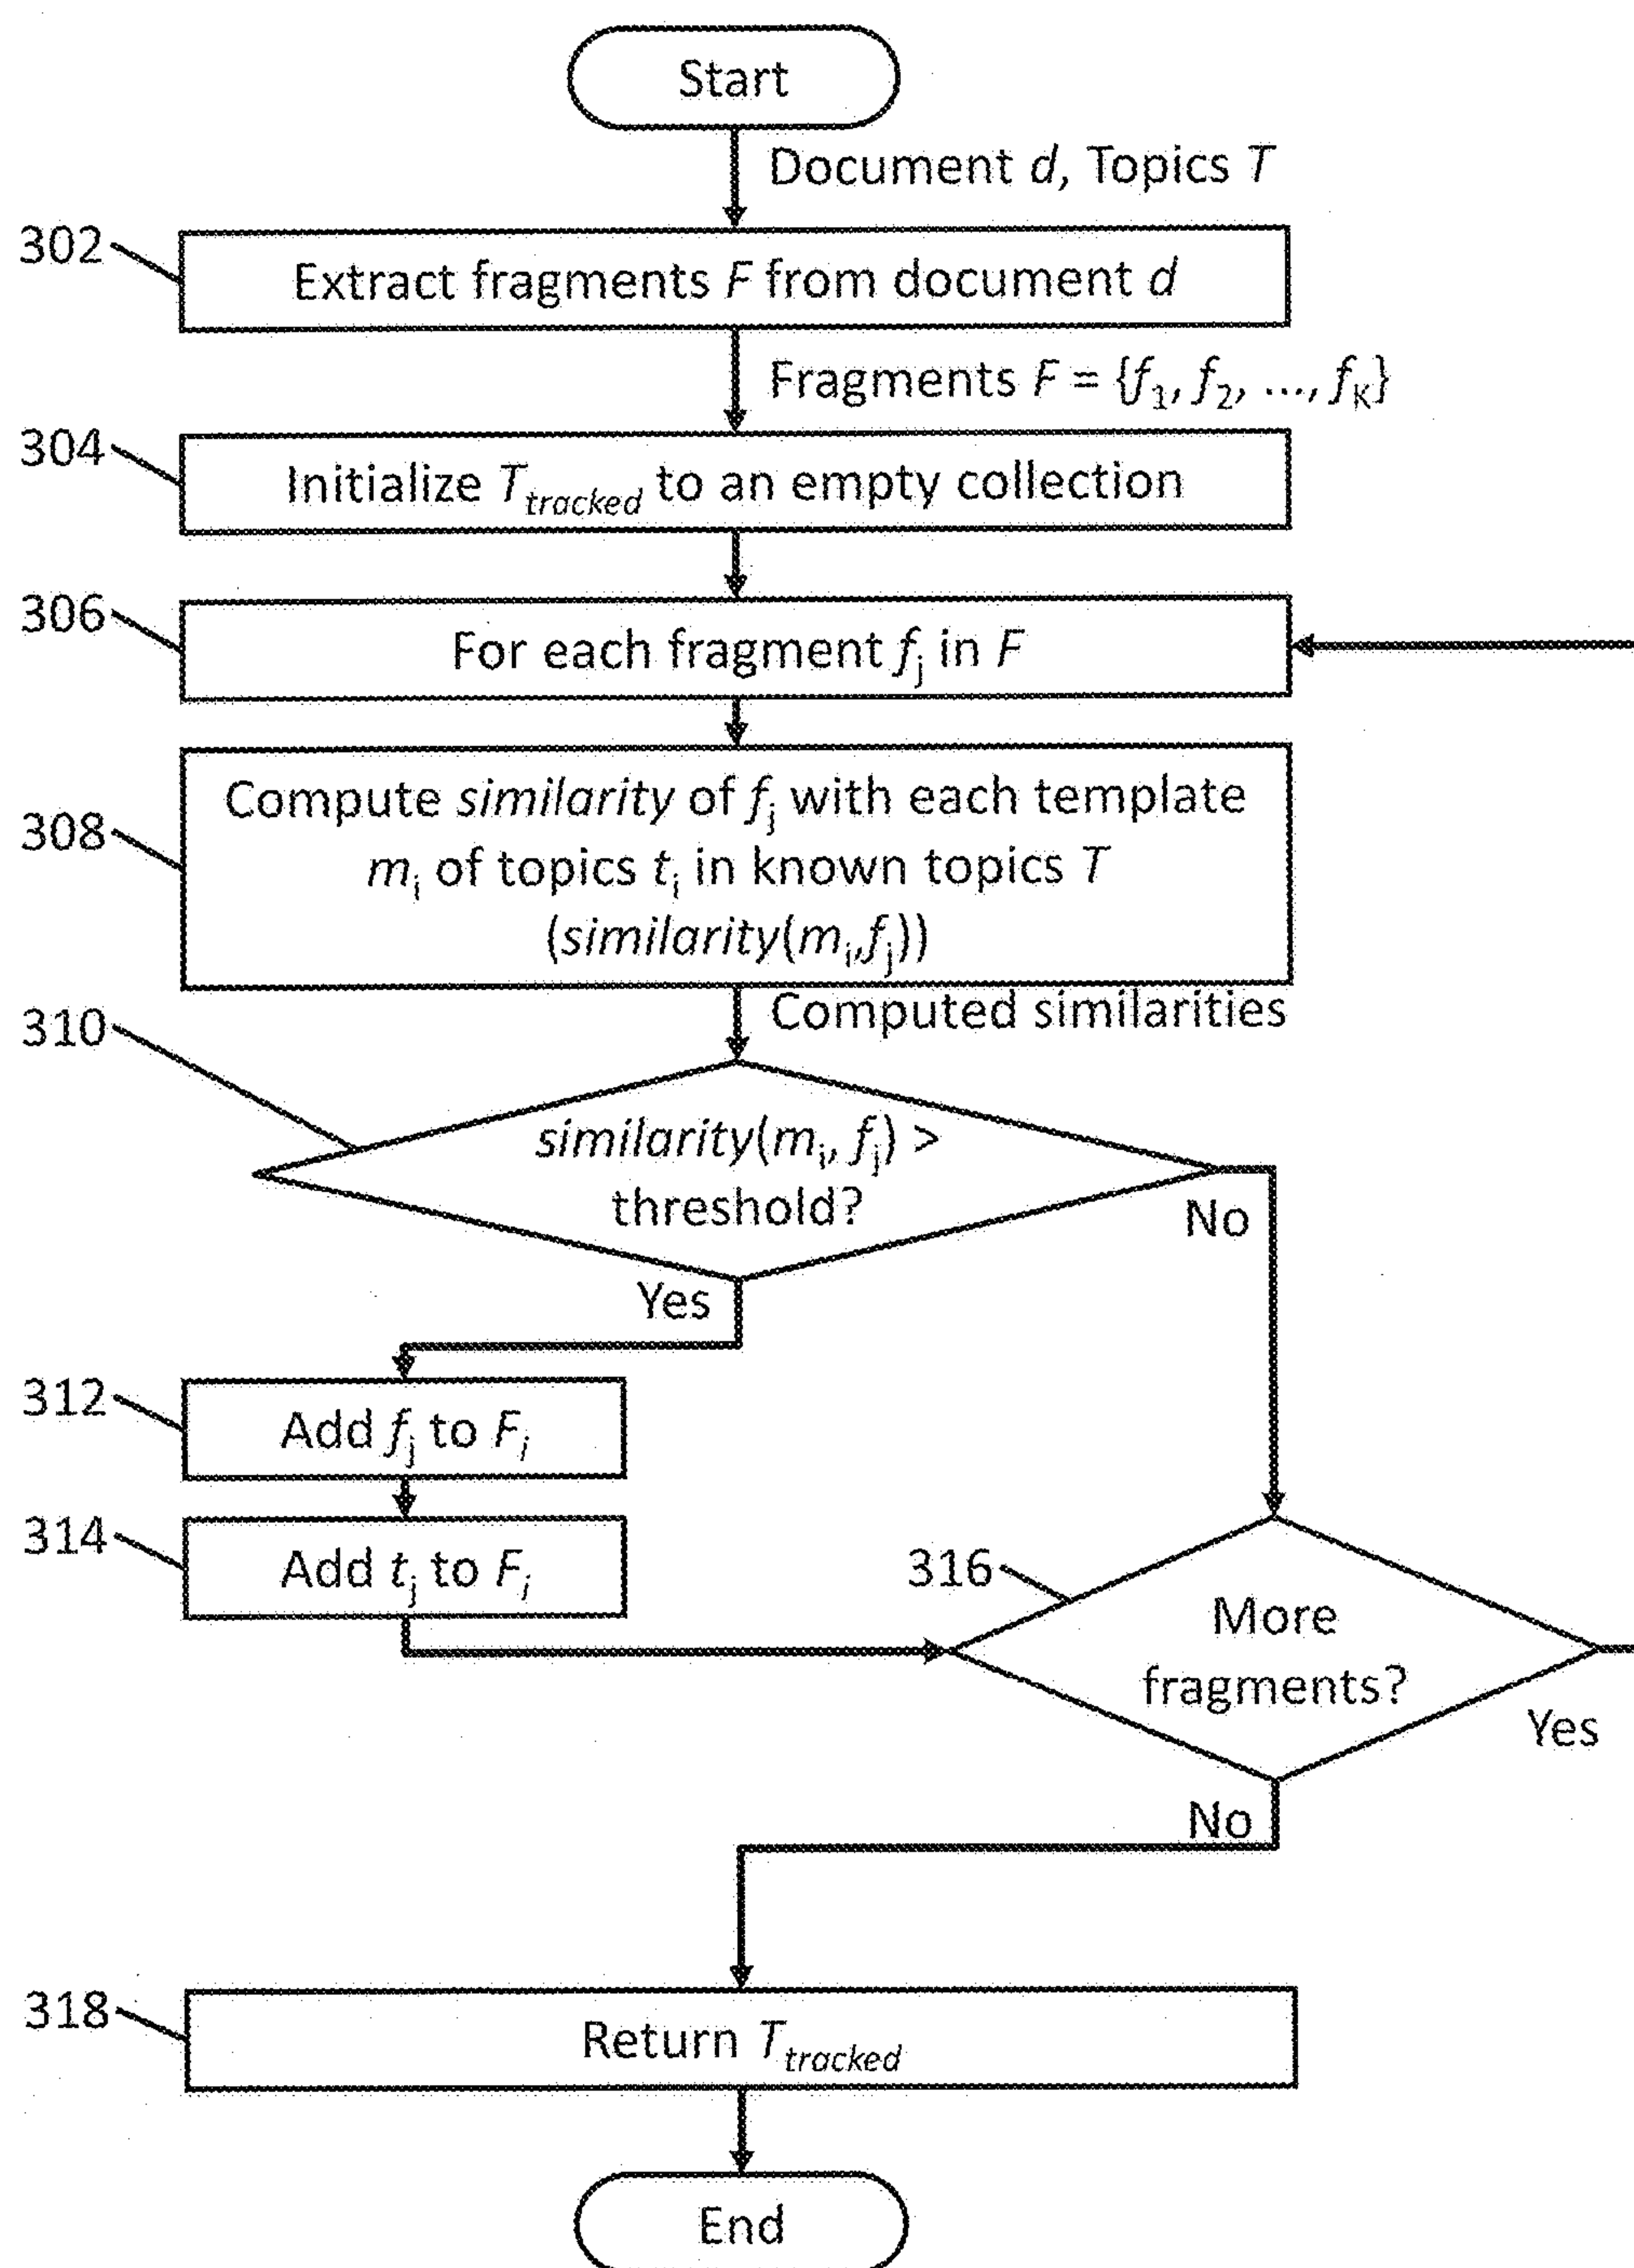 Start
Document d, Topics T
302
Extract fragments F from document d
Fragments F = {f1, f2, ..., fK}
304
Initialize Ttracked to an empty collection
306
For each fragment fj in F
308
Compute similarity of fj with each template
mi of topics ti in known topics T
(similarity(mi,fj))
Computed similarities
310
similarity(mi, fj) >
threshold?
No
Yes
312
Add fj to Fi
314
Add tj to Fi
316
More
fragments?
Yes
No
318
Return Ttracked
End